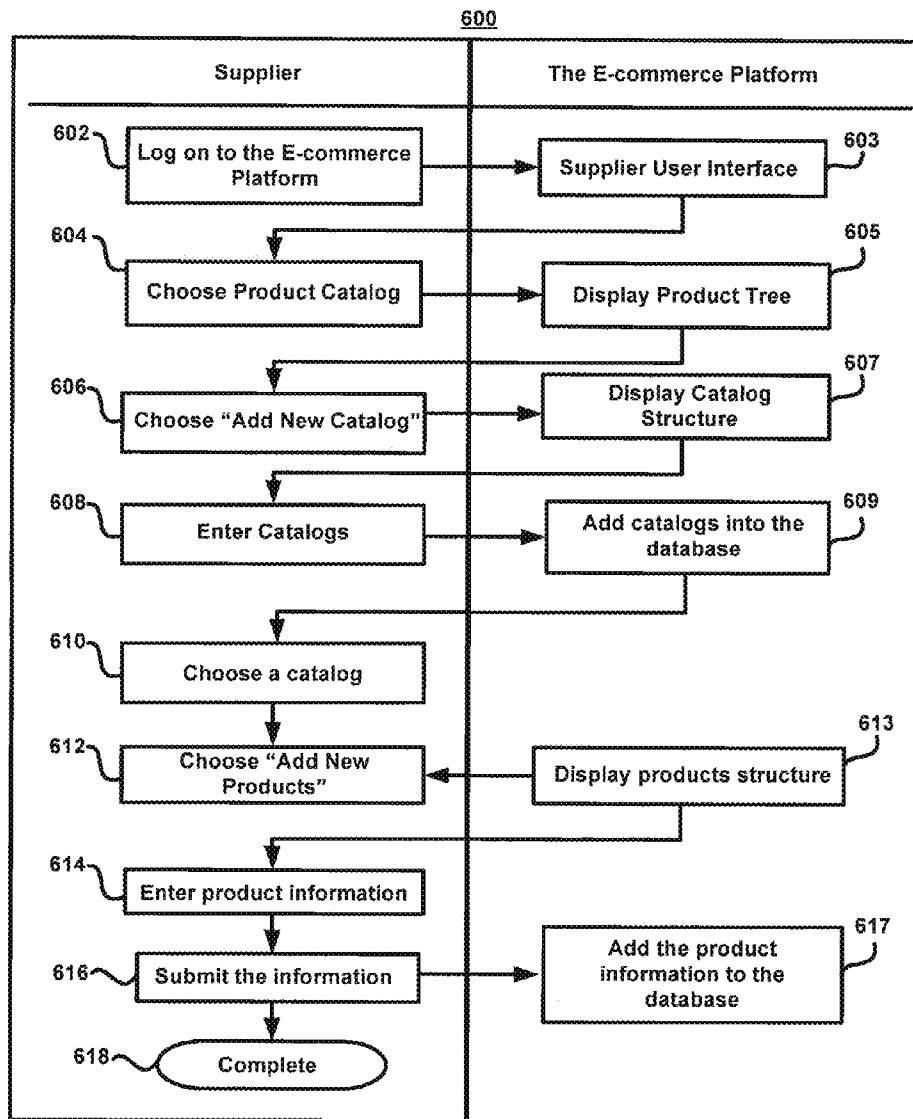 600
Supplier
The E-commerce Platform
602
Log on to the E-commerce
Platform
603
Supplier User Interface
604
Choose Product Catalog
605
Display Product Tree
606
Choose “Add New Catalog”
607
Display Catalog
Structure
608
Enter Catalogs
609
Add catalogs into the
database
610
Choose a catalog
612
Choose “Add New
Products”
613
Display products structure
614
Enter product information
616
Submit the information
617
Add the product
information to the
database
618
Complete